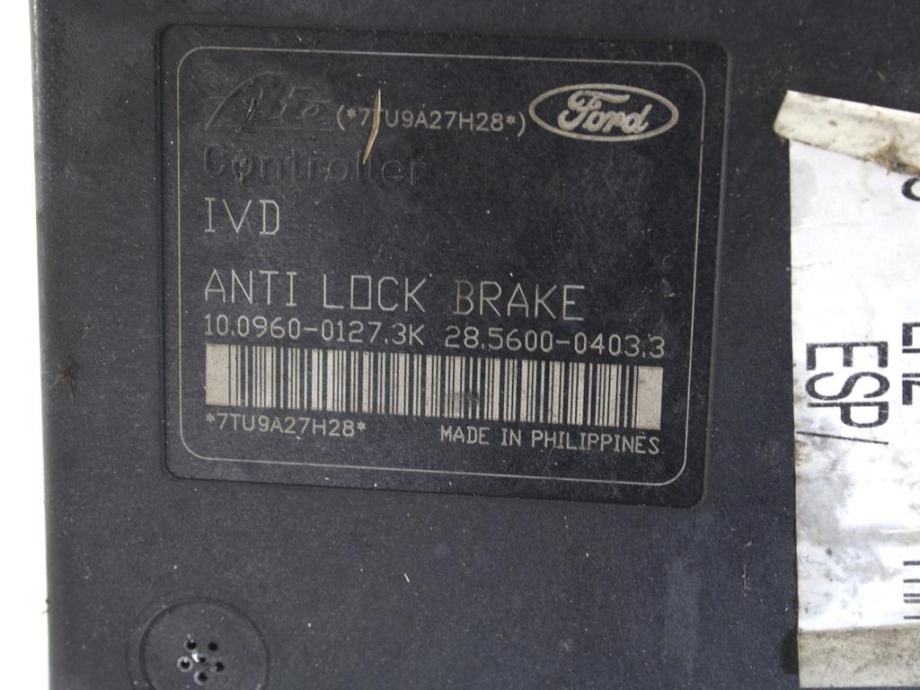 (*7TU9A27H28*) Ford
Controller
IVD
ANTI LOCK BRAKE
10.0960-0127.3K 28.5600-0403.3
*7TU9A27H28*
MADE IN PHILIPPINES
ESP/